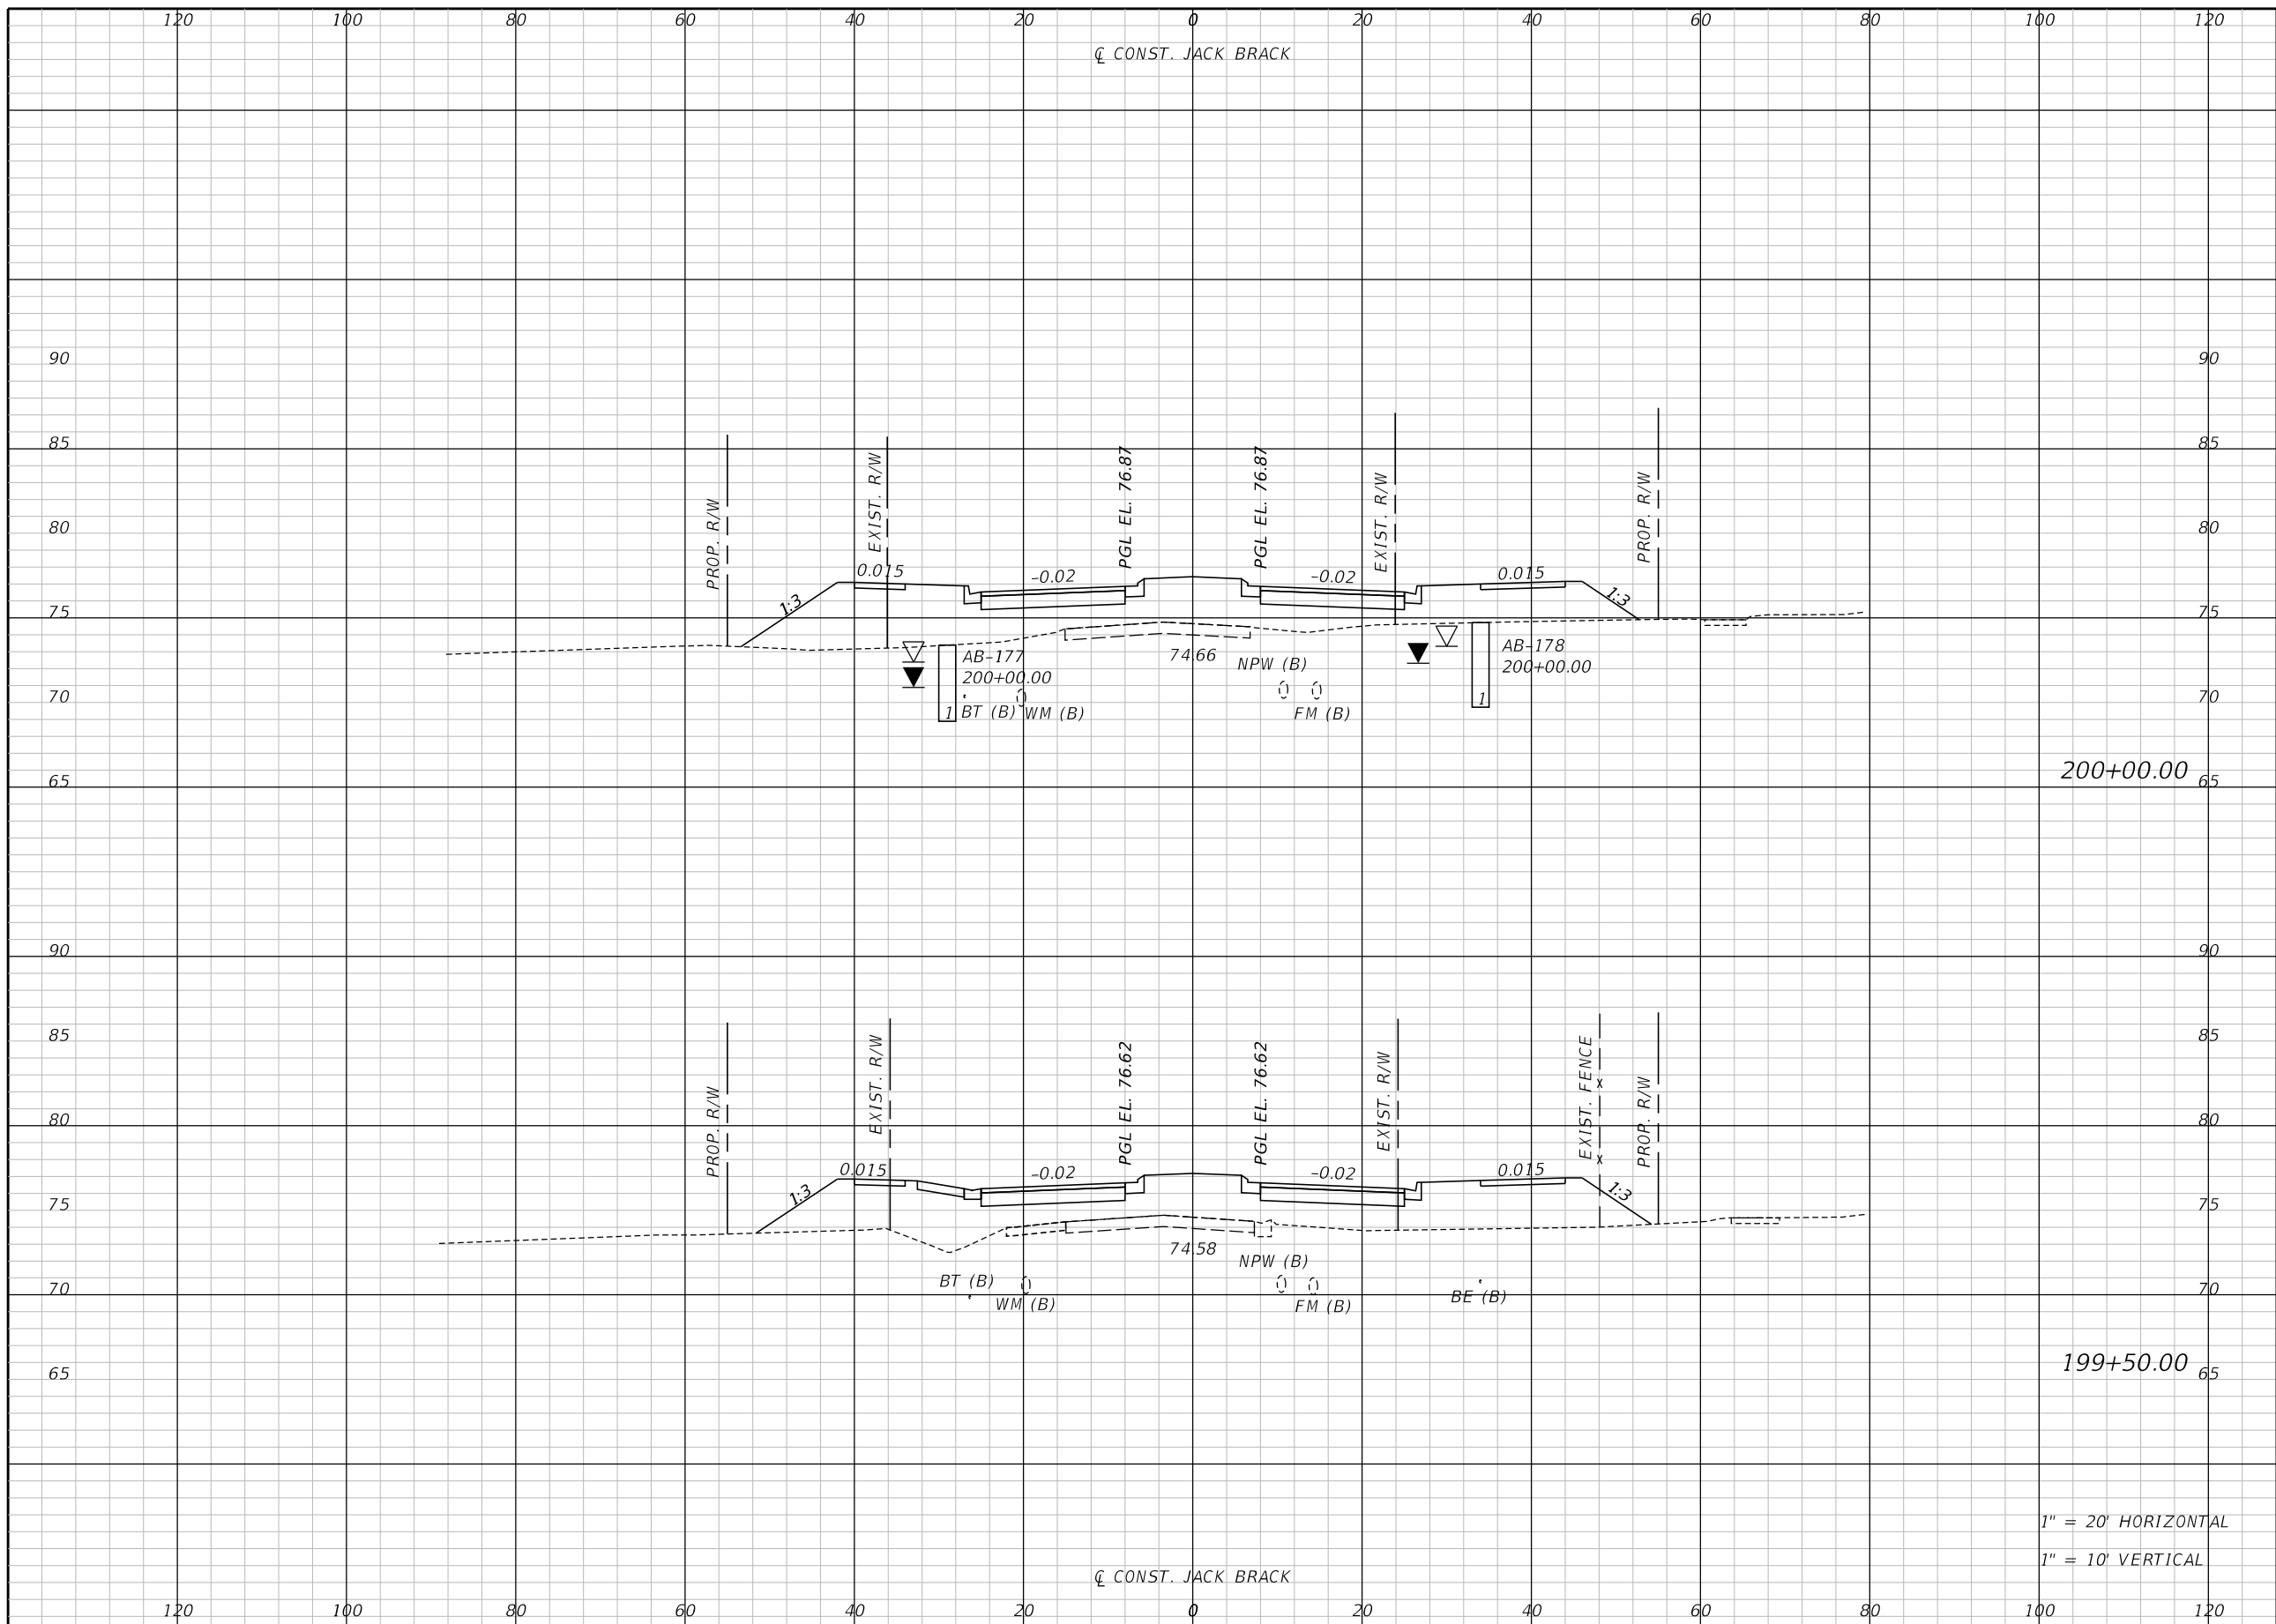 120 100 80 60 40 20 0 20 40 60 80 100 120
℄ CONST. JACK BRACK
90 90
85 85
PROP. R/W
EXIST. R/W
PGL EL. 76.87
PGL EL. 76.87
EXIST. R/W
PROP. R/W
80 80
0.015 -0.02 -0.02 0.015
1:3 1:3
75 75
74.66
AB-177
200+00.00
NPW (B)
AB-178
200+00.00
70 70
1 BT (B) WM (B) FM (B) 1
200+00.00
65 65
90 90
85 85
PROP. R/W
EXIST. R/W
PGL EL. 76.62
PGL EL. 76.62
EXIST. R/W
EXIST. FENCE
X
X
PROP. R/W
80 80
0.015 -0.02 -0.02 0.015
1:3 1:3
75 75
74.58
NPW (B)
BT (B)
70 70
WM (B) FM (B) BE (B)
199+50.00
65 65
1" = 20' HORIZONTAL
1" = 10' VERTICAL
℄ CONST. JACK BRACK
120 100 80 60 40 20 0 20 40 60 80 100 120